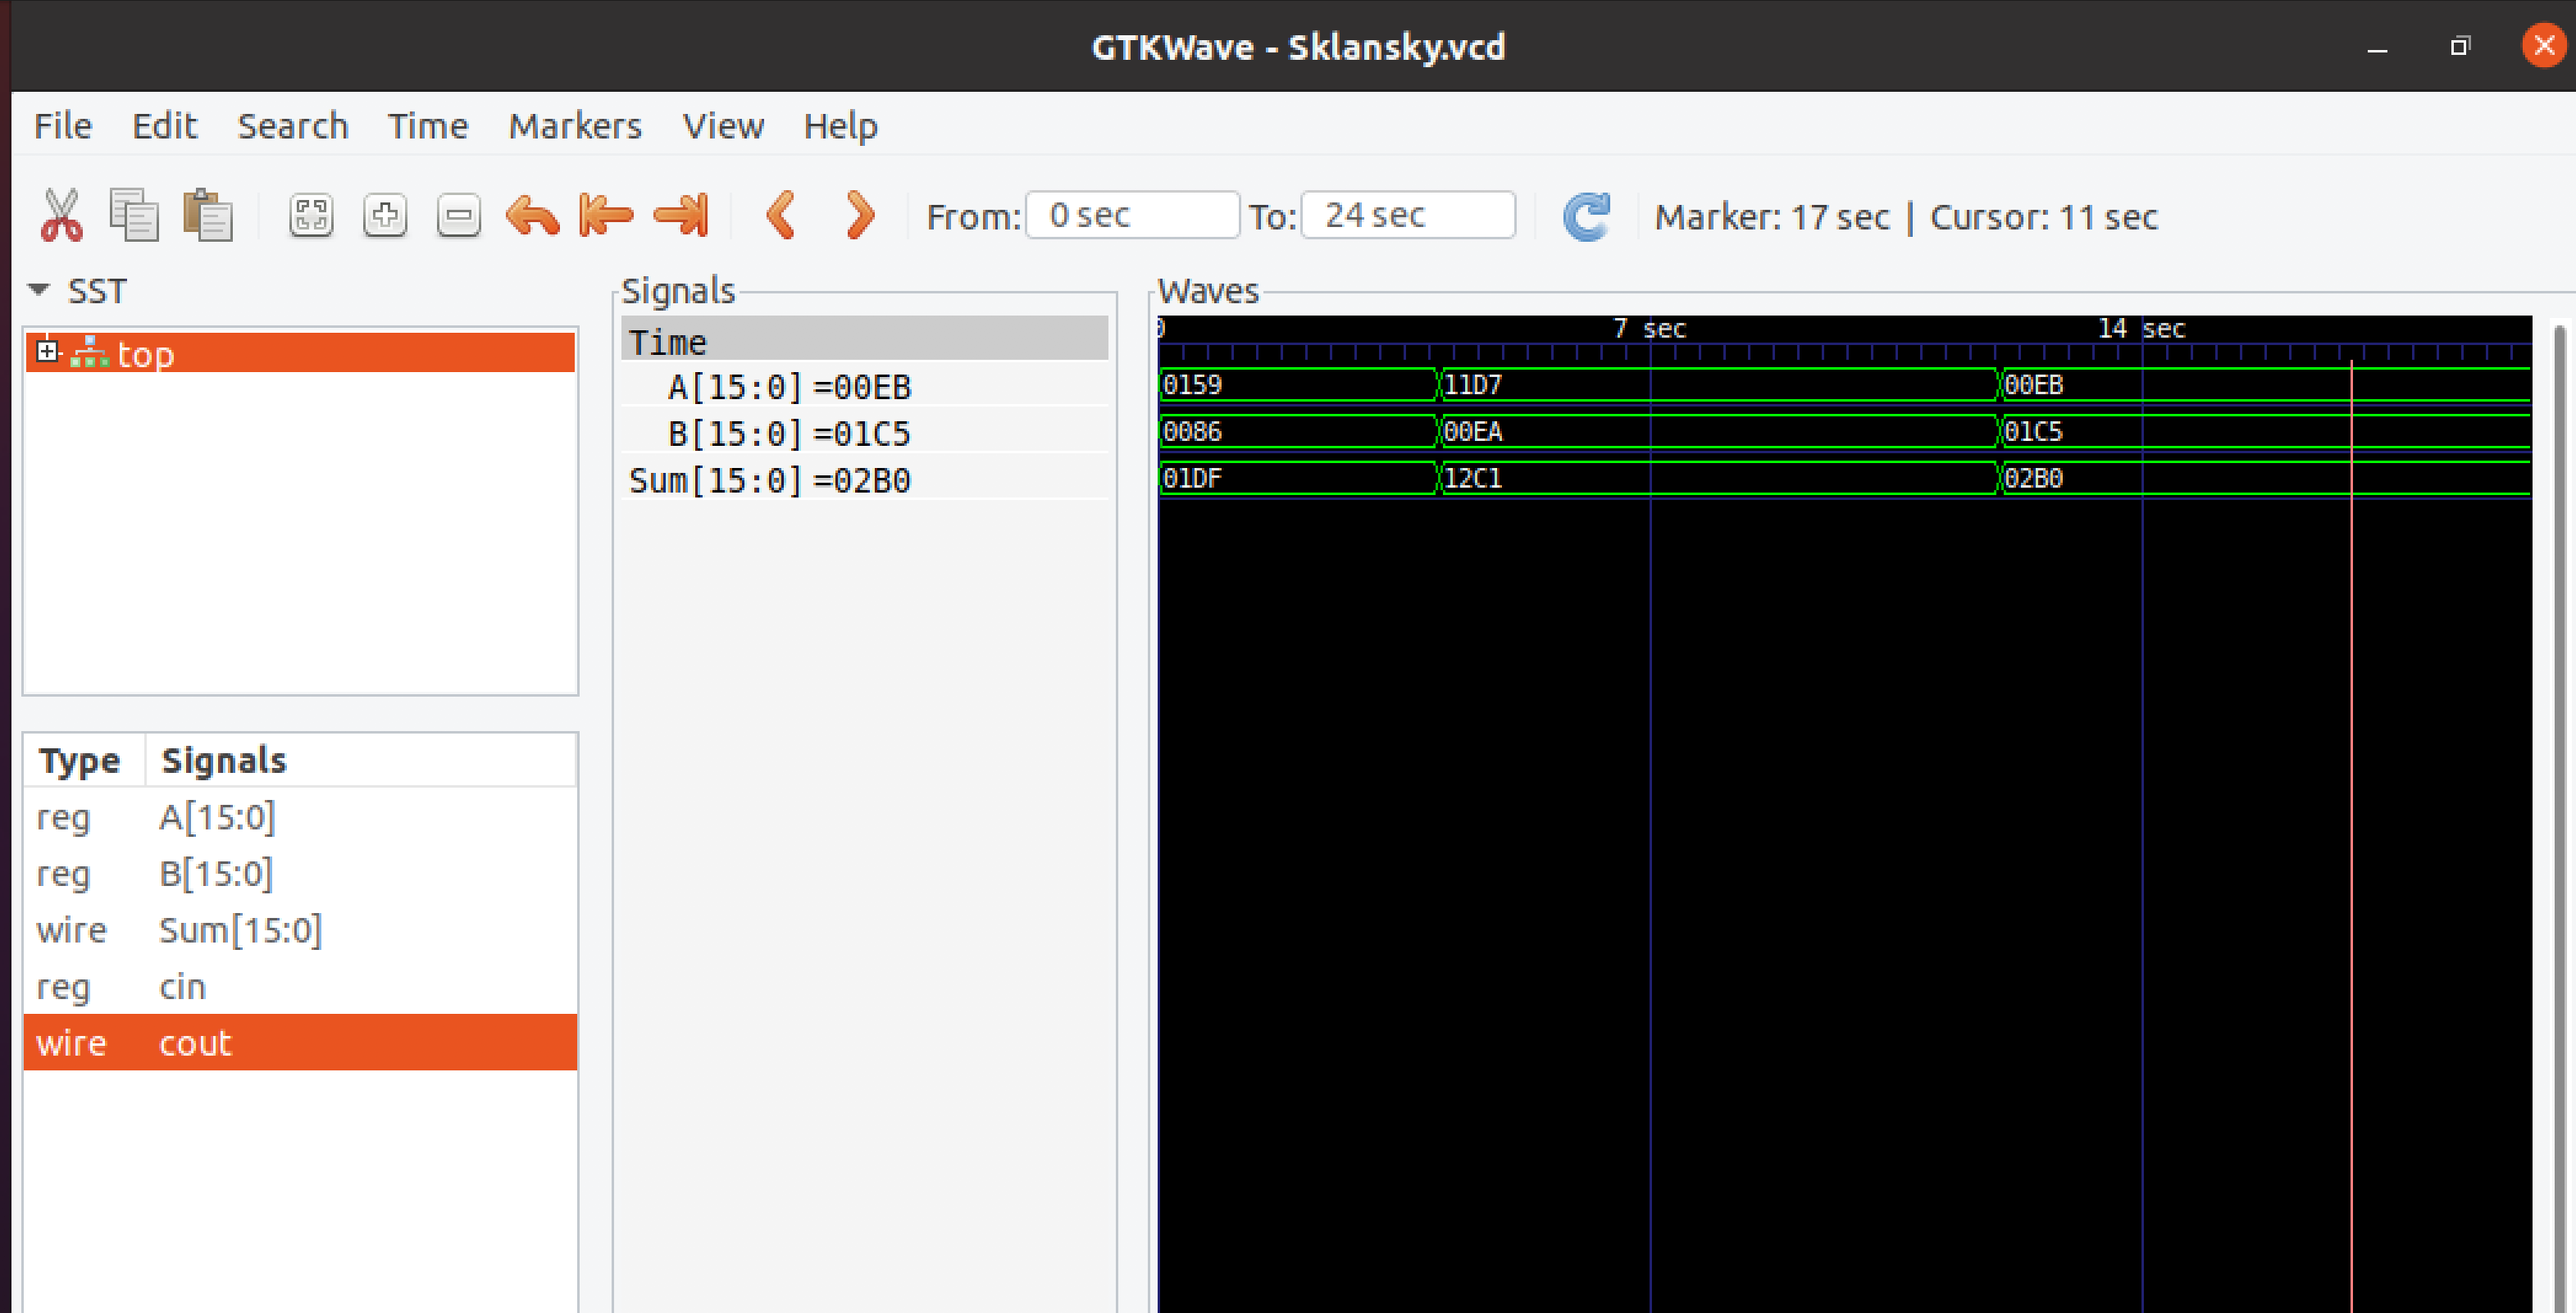 GTKWave - Sklansky.vcd
File Edit Search Time Markers View Help
From: 0 sec To: 24 sec Marker: 17 sec | Cursor: 11 sec
SST
top
Type Signals
reg A[15:0]
reg B[15:0]
wire Sum[15:0]
reg cin
wire cout
Signals
Time
A[15:0] =00EB
B[15:0] =01C5
Sum[15:0] =02B0
Waves
0 7 sec 14 sec
0159 11D7 00EB
0086 00EA 01C5
01DF 12C1 02B0